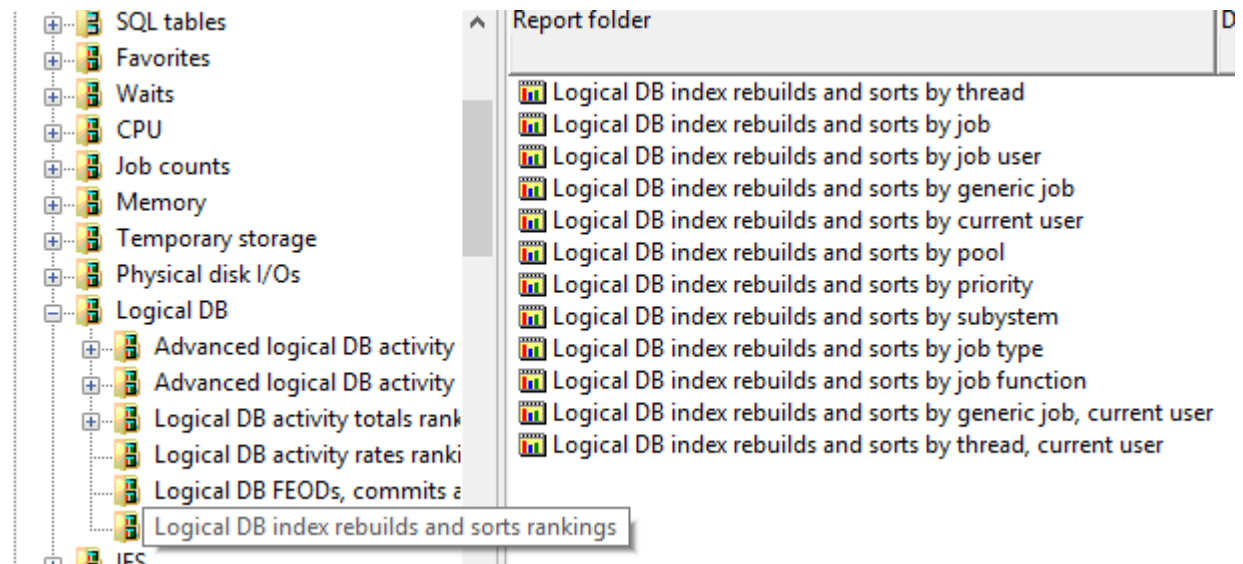 SQL tables
Favorites
Waits
CPU
Job counts
Memory
Temporary storage
Physical disk I/Os
Logical DB
Advanced logical DB activity
Advanced logical DB activity
Logical DB activity totals rank
Logical DB activity rates ranki
Logical DB FEODs, commits a
Logical DB index rebuilds and sorts rankings
IFS
Report folder
D
Logical DB index rebuilds and sorts by thread
Logical DB index rebuilds and sorts by job
Logical DB index rebuilds and sorts by job user
Logical DB index rebuilds and sorts by generic job
Logical DB index rebuilds and sorts by current user
Logical DB index rebuilds and sorts by pool
Logical DB index rebuilds and sorts by priority
Logical DB index rebuilds and sorts by subystem
Logical DB index rebuilds and sorts by job type
Logical DB index rebuilds and sorts by job function
Logical DB index rebuilds and sorts by generic job, current user
Logical DB index rebuilds and sorts by thread, current user